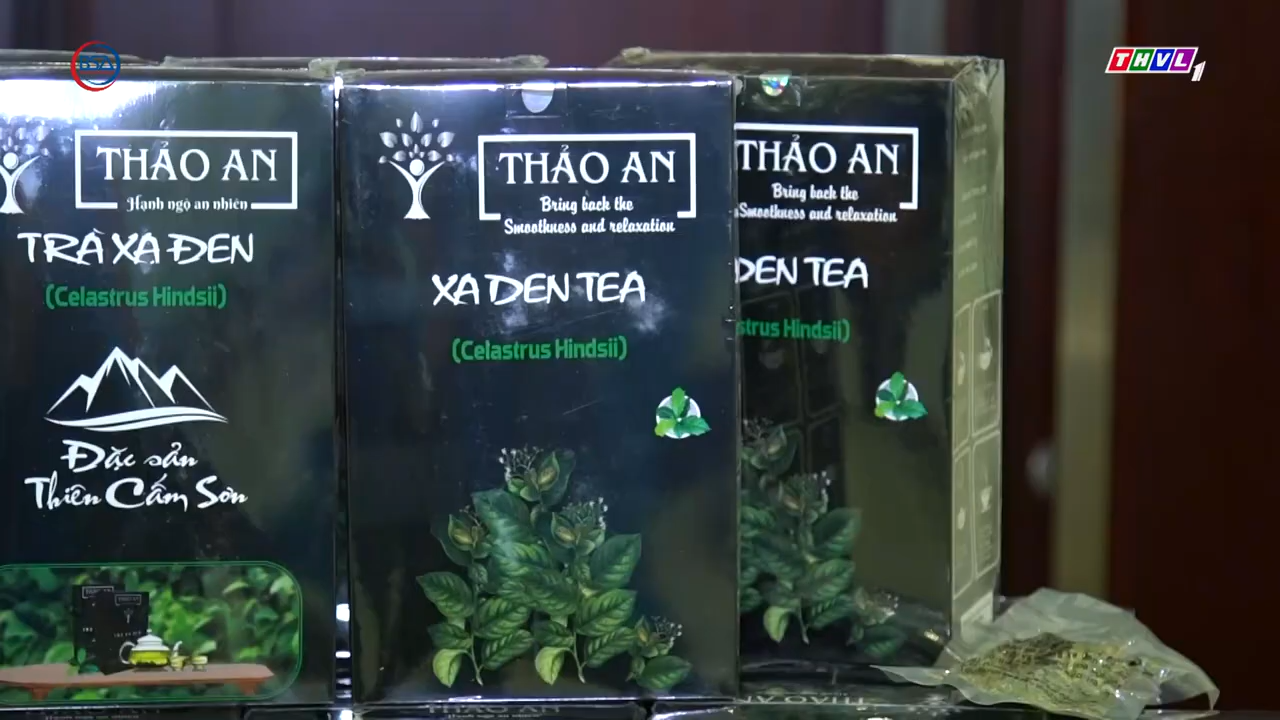 BSA
THVL1
THẢO AN
Hạnh ngộ an nhiên
TRÀ XẠ ĐEN
(Celastrus Hindsii)
Đặc sản
Thiên Cấm Sơn
THẢO AN
Bring back the
Smoothness and relaxation
XA DEN TEA
(Celastrus Hindsii)
THẢO AN
Bring back the
Smoothness and relaxation
DEN TEA
strus Hindsii)